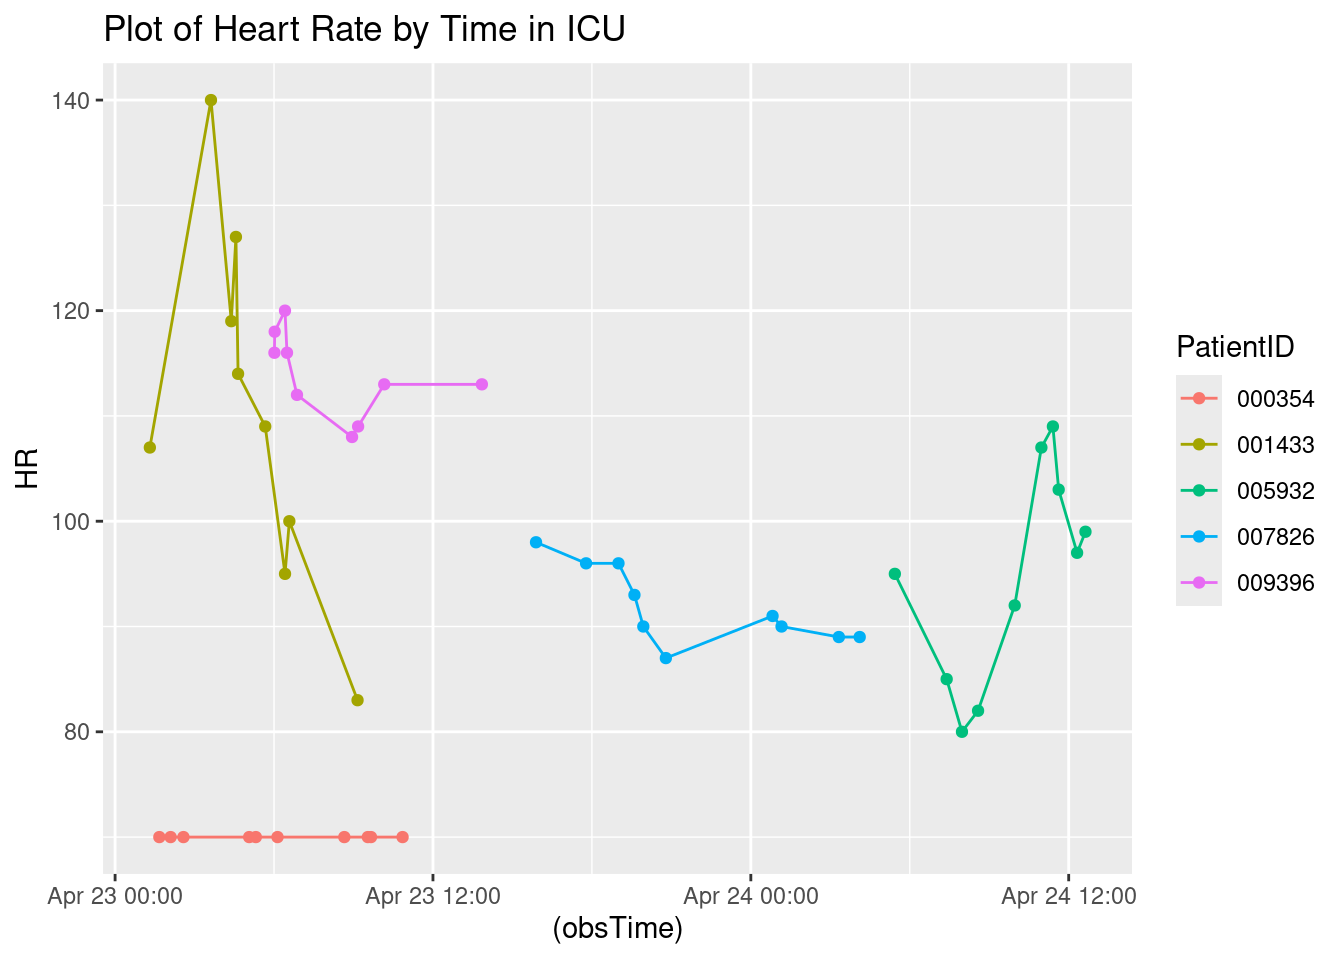 Plot of Heart Rate by Time in ICU
140
120
100
80
HR
Apr 23 00:00
Apr 23 12:00
Apr 24 00:00
Apr 24 12:00
(obsTime)
PatientID
000354
001433
005932
007826
009396